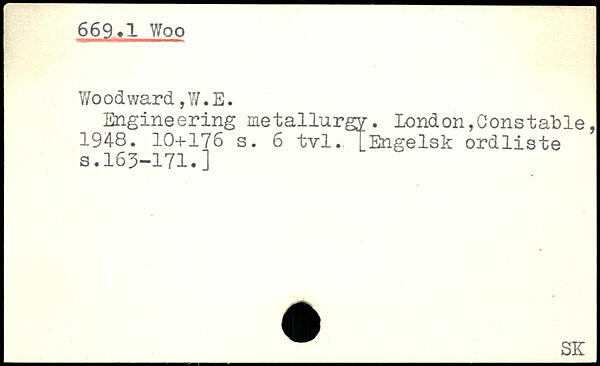 669.1 Woo
Woodward,W.E.
Engineering metallurgy. London,Constable,
1948. 10+176 s. 6 tvl. [Engelsk ordliste
s.163-171.]
SK